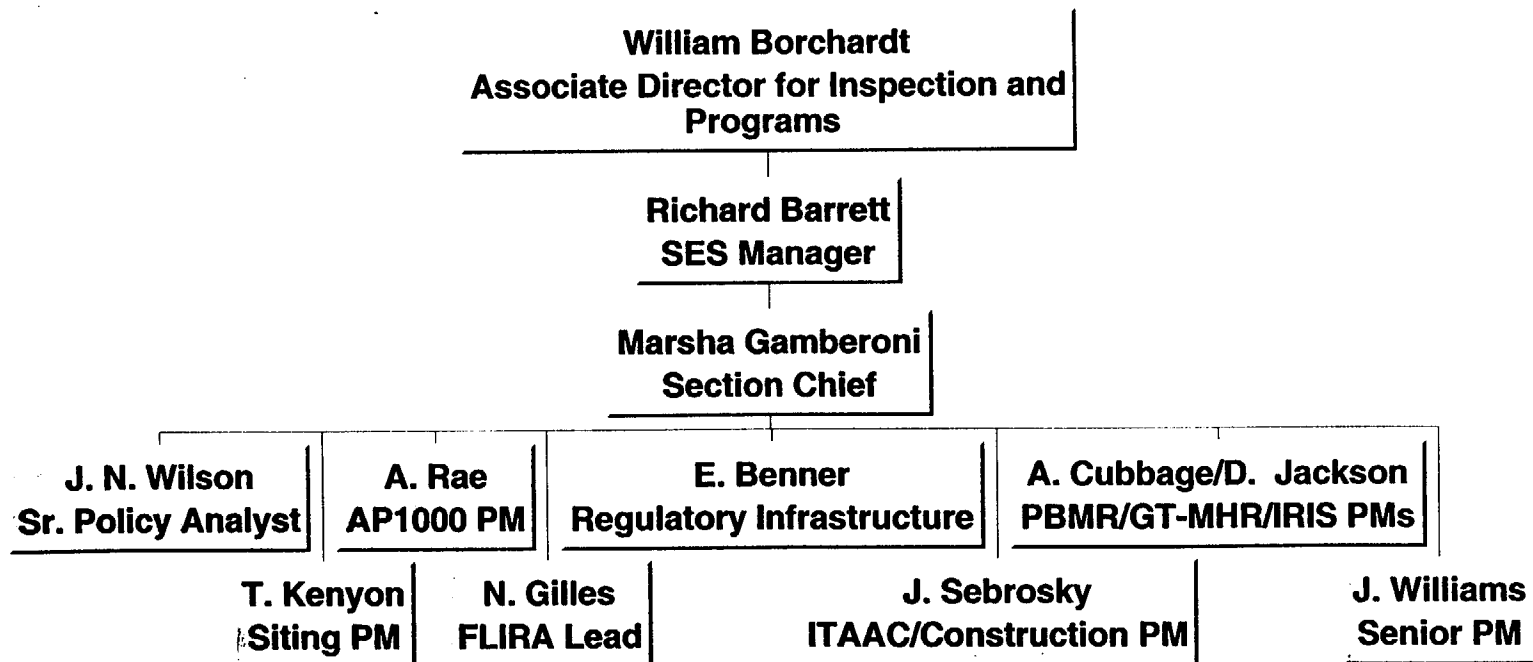 William Borchardt
Associate Director for Inspection and
Programs
Richard Barrett
SES Manager
Marsha Gamberoni
Section Chief
J. N. Wilson
Sr. Policy Analyst
A. Rae
AP1000 PM
E. Benner
Regulatory Infrastructure
A. Cubbage/D. Jackson
PBMR/GT-MHR/IRIS PMs
T. Kenyon
Siting PM
N. Gilles
FLIRA Lead
J. Sebrosky
ITAAC/Construction PM
J. Williams
Senior PM